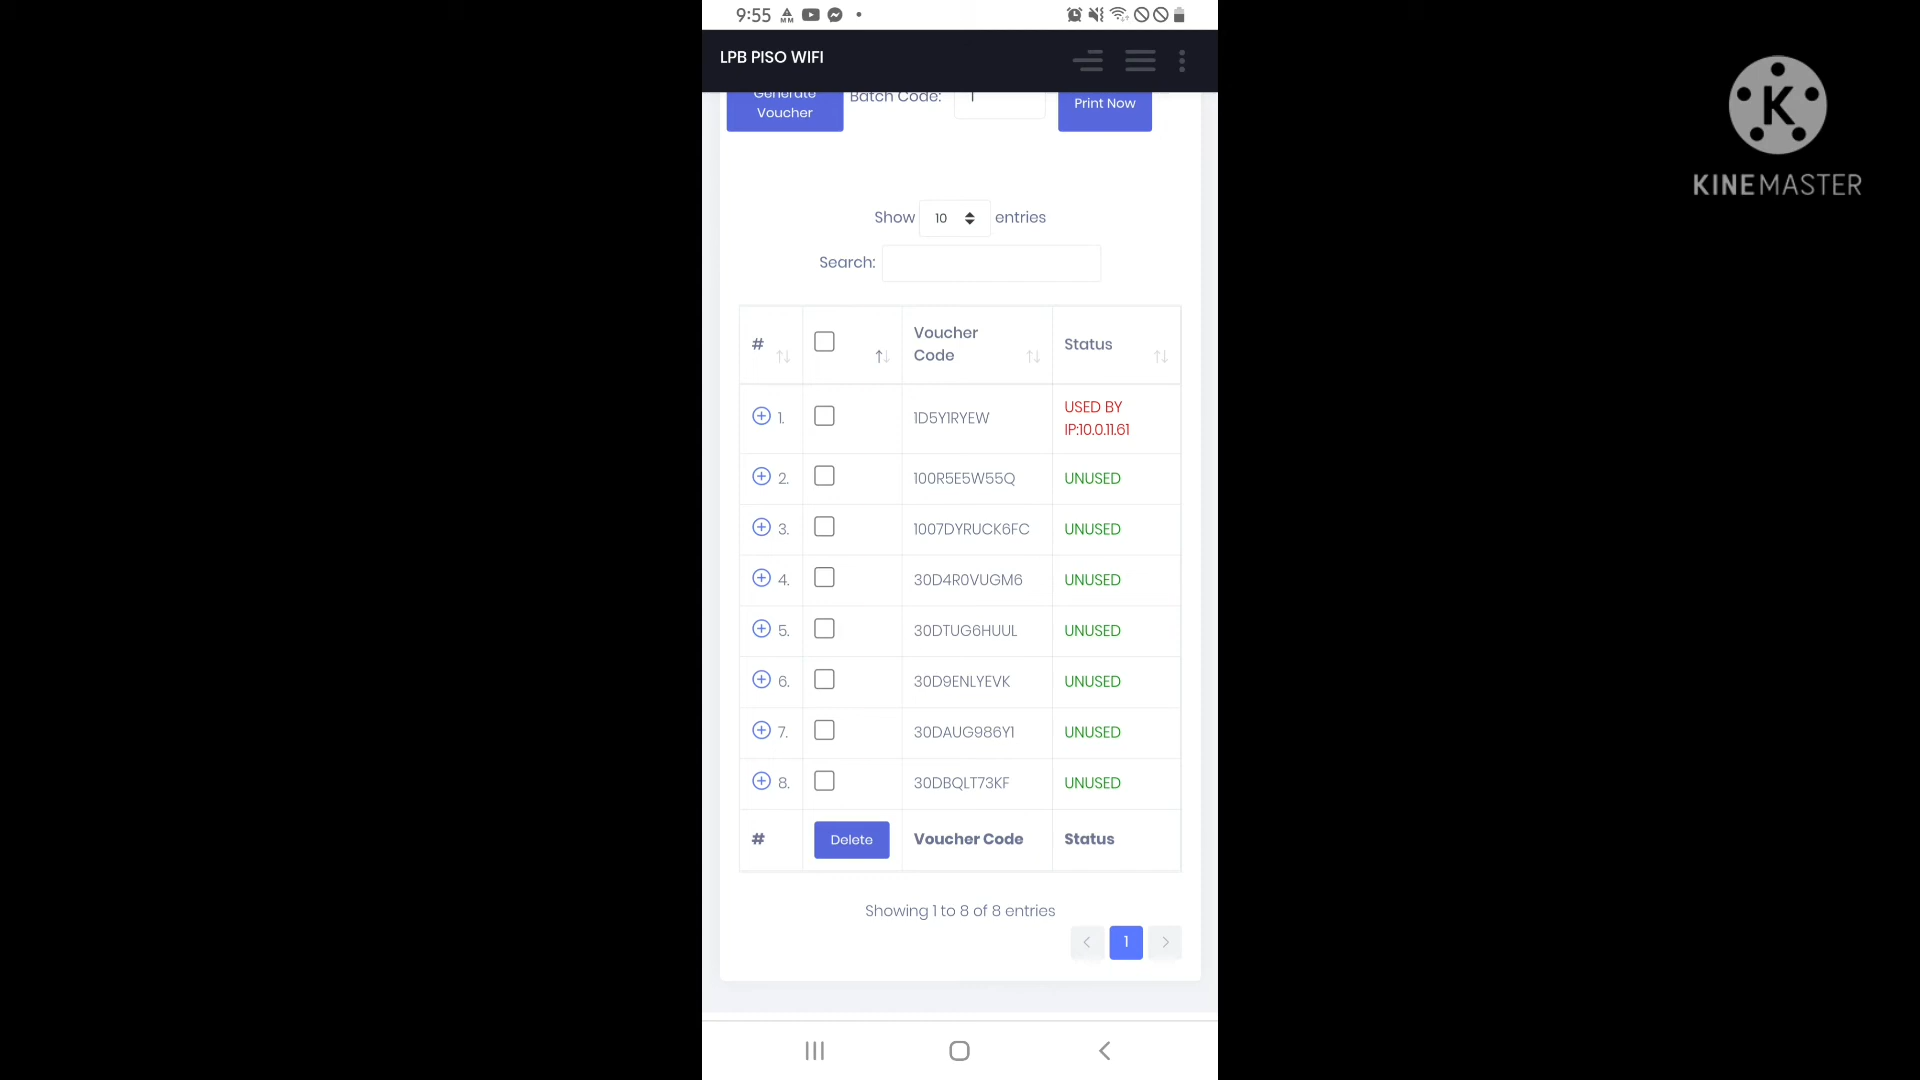 9:55
LPB PISO WIFI
Generate
Voucher
Batch Code:
1
Print Now
KINEMASTER
Show 10 entries
Search:
# Voucher
Code Status
1. 1D5Y1RYEW USED BY
IP:10.0.11.61
2. 100R5E5W55Q UNUSED
3. 1007DYRUCK6FC UNUSED
4. 30D4R0VUGM6 UNUSED
5. 30DTUG6HUUL UNUSED
6. 30D9ENLYEVK UNUSED
7. 30DAUG986Y1 UNUSED
8. 30DBQLT73KF UNUSED
# Delete Voucher Code Status
Showing 1 to 8 of 8 entries
1